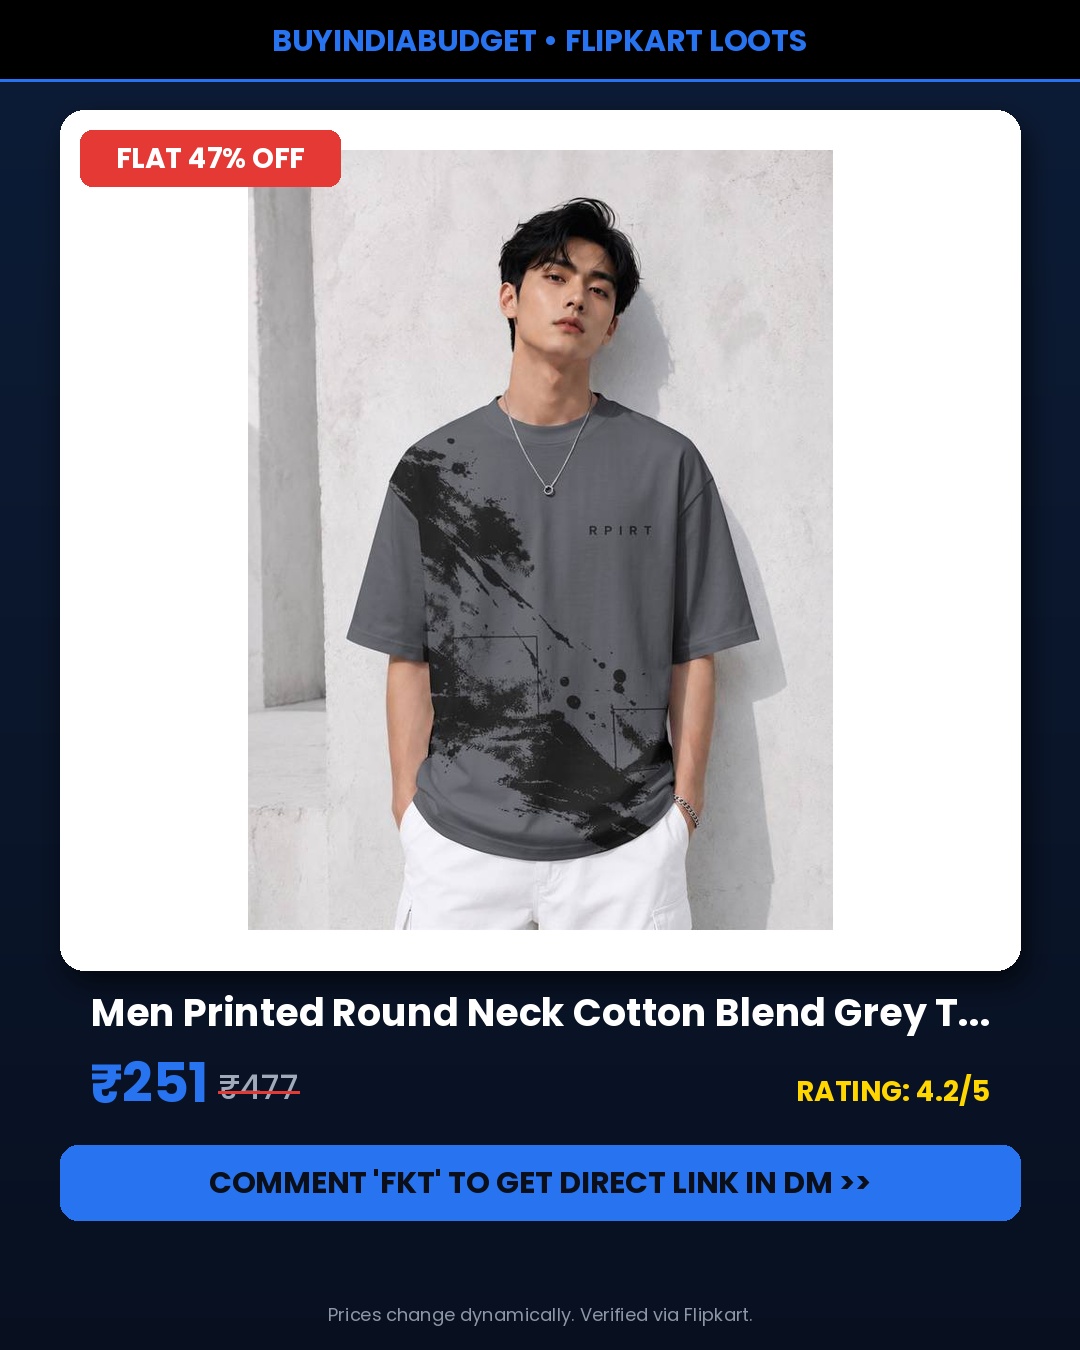 BUYINDIABUDGET • FLIPKART LOOTS
FLAT 47% OFF
RPIRT
Men Printed Round Neck Cotton Blend Grey T...
₹251 ₹477
RATING: 4.2/5
COMMENT 'FKT' TO GET DIRECT LINK IN DM >>
Prices change dynamically. Verified via Flipkart.